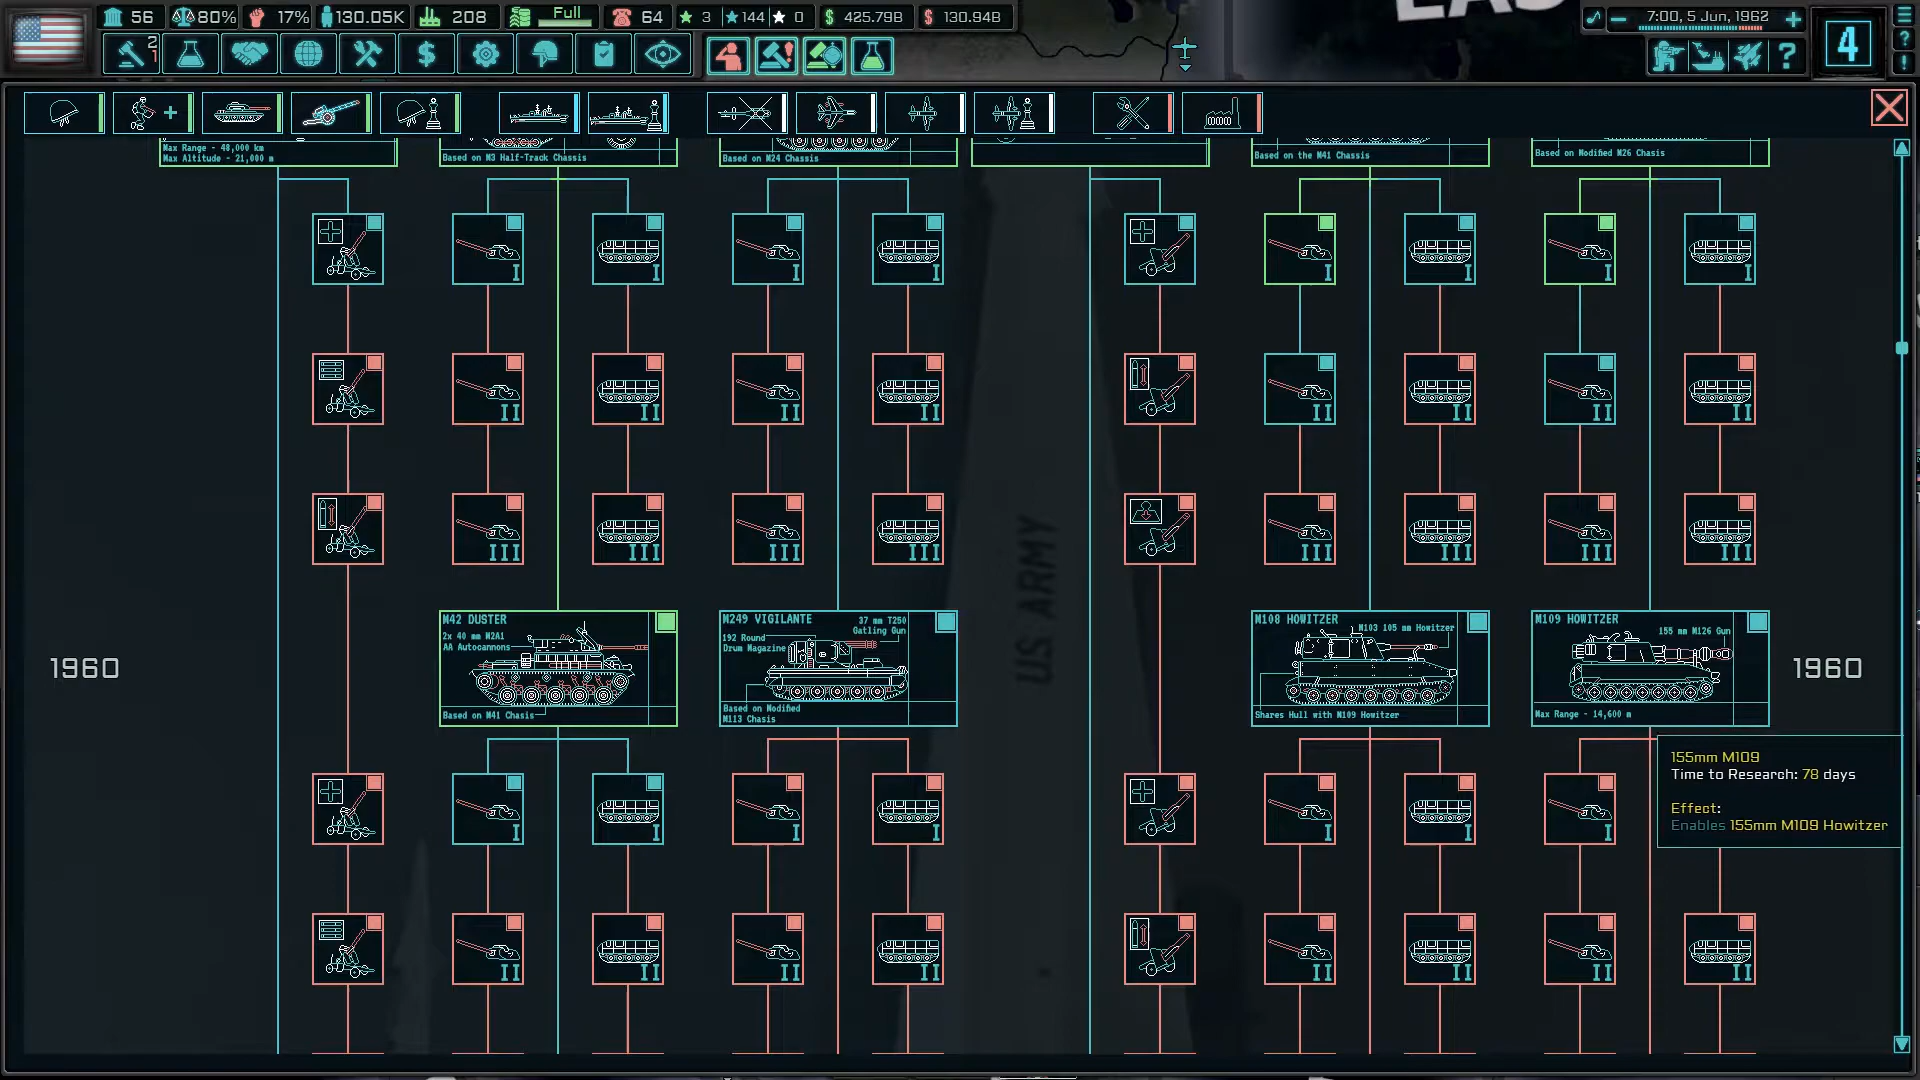 56 80% 17% 130.05K 208 Full 64 3 144 0 $ 425.79B $ 130.94B
7:00, 5 Jun, 1962
4
2
1
Max Range - 48,000 km
Max Altitude - 21,000 m
Based on M3 Half-Track Chassis
Based on M24 Chassis
Based on the M41 Chassis
Based on Modified M26 Chasis
I I I I I I I I
II II II II II II II II
III III III III III III III III
US ARMY
1960
M42 DUSTER
2x 40 mm M2A1
AA Autocannons
Based on M41 Chasis
M249 VIGILANTE
37 mm T250
Gatling Gun
192 Round
Drum Magazine
Based on Modified
M113 Chasis
M108 HOWITZER
M103 105 mm Howitzer
Shares Hull with M109 Howitzer
M109 HOWITZER
155 mm M126 Gun
Max Range - 14,600 m
1960
155mm M109
Time to Research: 78 days
Effect:
Enables 155mm M109 Howitzer
I I I I I I I
II II II II II II II II